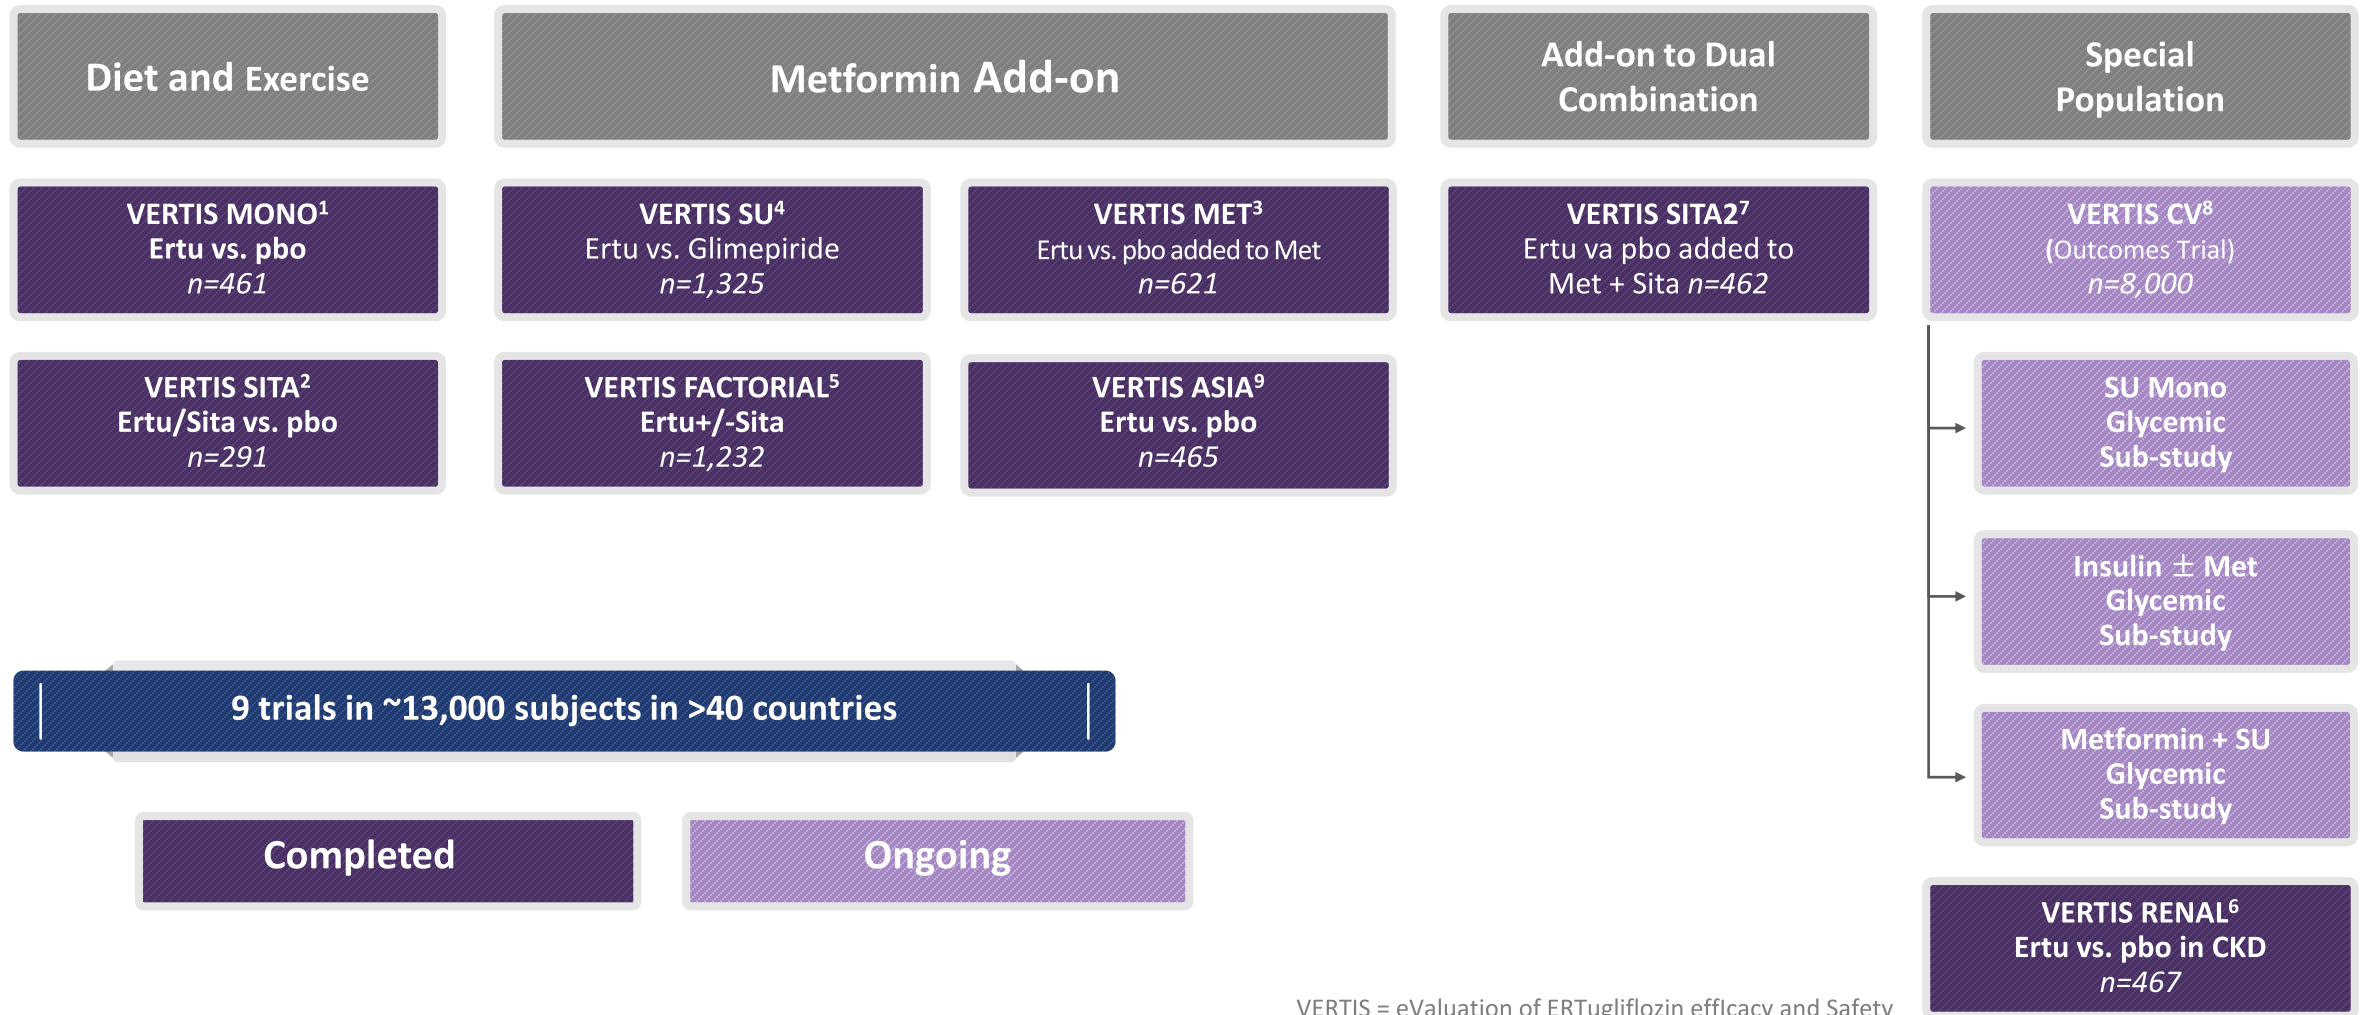 Diet and Exercise
Metformin Add-on
Add-on to Dual
Combination
Special
Population
VERTIS MONO1
Ertu vs. pbo
n=461
VERTIS SU4
Ertu vs. Glimepiride
n=1,325
VERTIS MET3
Ertu vs. pbo added to Met
n=621
VERTIS SITA27
Ertu va pbo added to
Met + Sita n=462
VERTIS CV8
(Outcomes Trial)
n=8,000
VERTIS SITA2
Ertu/Sita vs. pbo
n=291
VERTIS FACTORIAL5
Ertu+/-Sita
n=1,232
VERTIS ASIA9
Ertu vs. pbo
n=465
SU Mono
Glycemic
Sub-study
Insulin ± Met
Glycemic
Sub-study
9 trials in ~13,000 subjects in >40 countries
Metformin + SU
Glycemic
Sub-study
Completed
Ongoing
VERTIS RENAL6
Ertu vs. pbo in CKD
n=467
VERTIS = eValuation of ERTugliflozin effIcacy and Safety